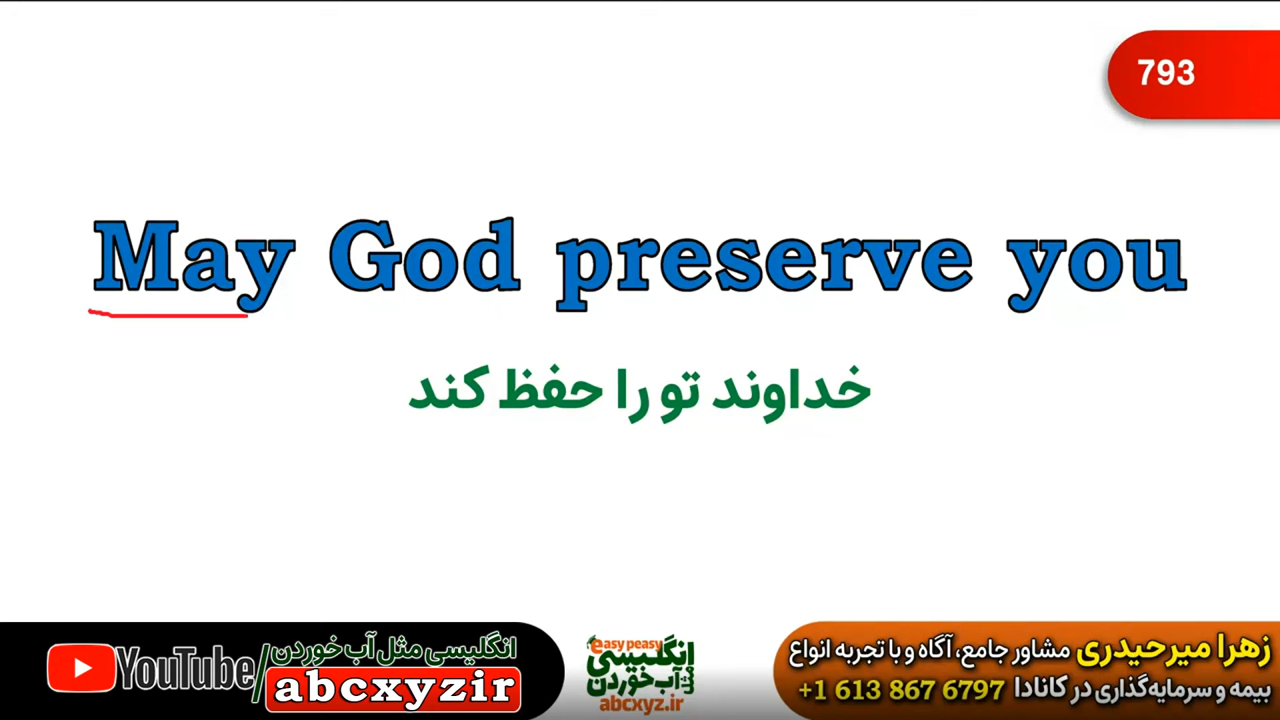 793
May God preserve you
خداوند تو را حفظ کند
YouTube/
انگلیسی مثل آب خوردن
abcxyzir
easy peasy
انگلیسی
مثل آب خوردن
abcxyz.ir
زهرا میرحیدری مشاور جامع، آگاه و با تجربه انواع
بیمه و سرمایه‌گذاری در کانادا 6797 867 613 1+